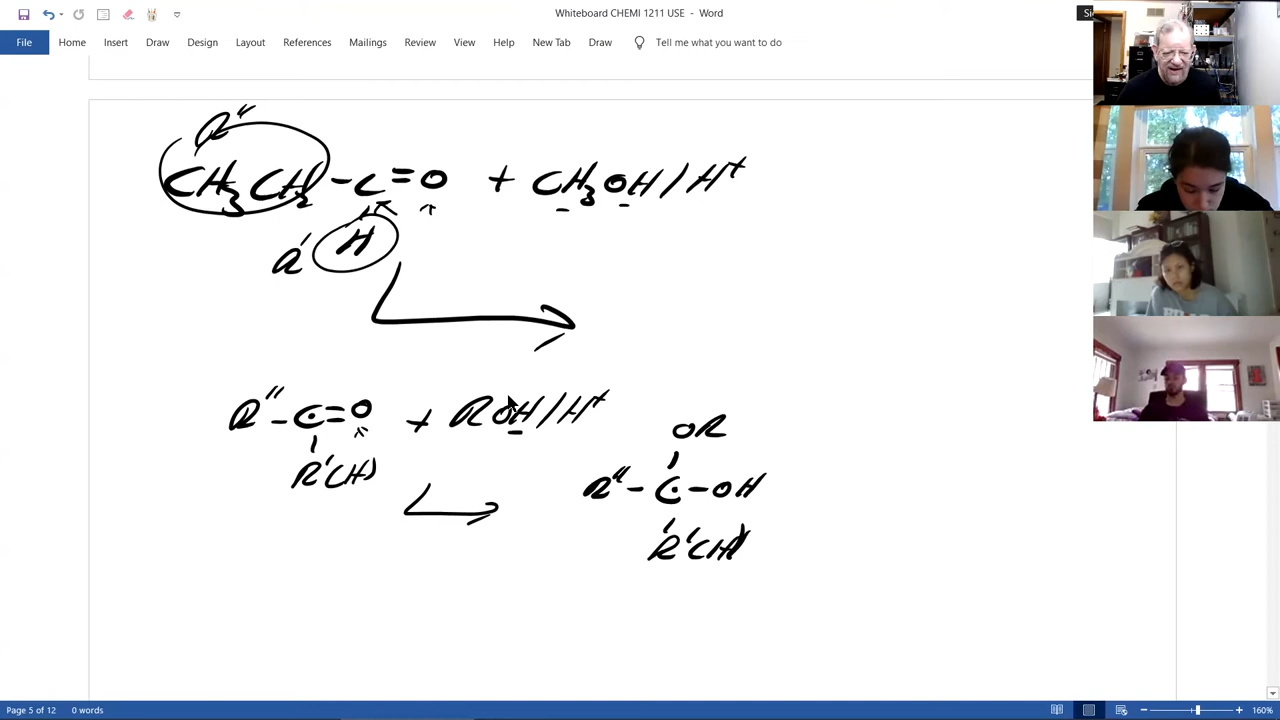 Whiteboard CHEMI 1211 USE - Word
File Home Insert Draw Design Layout References Mailings Review View Help New Tab Draw Tell me what you want to do
R''
CH3CH2-C=O + CH3OH/H+
R' H
R''-C=O + ROH/H+
R'(H)
OR
R''-C-OH
R'(H)
Page 5 of 12 0 words 160%